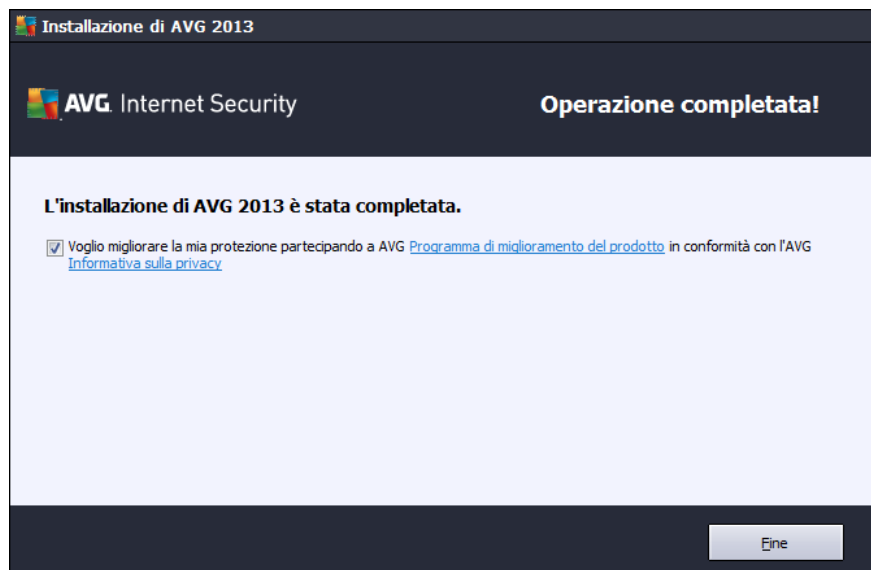 Installazione di AVG 2013
AVG. Internet Security
Operazione completata!
L'installazione di AVG 2013 è stata completata.
Voglio migliorare la mia protezione partecipando a AVG Programma di miglioramento del prodotto in conformità con l'AVG
Informativa sulla privacy
Fine